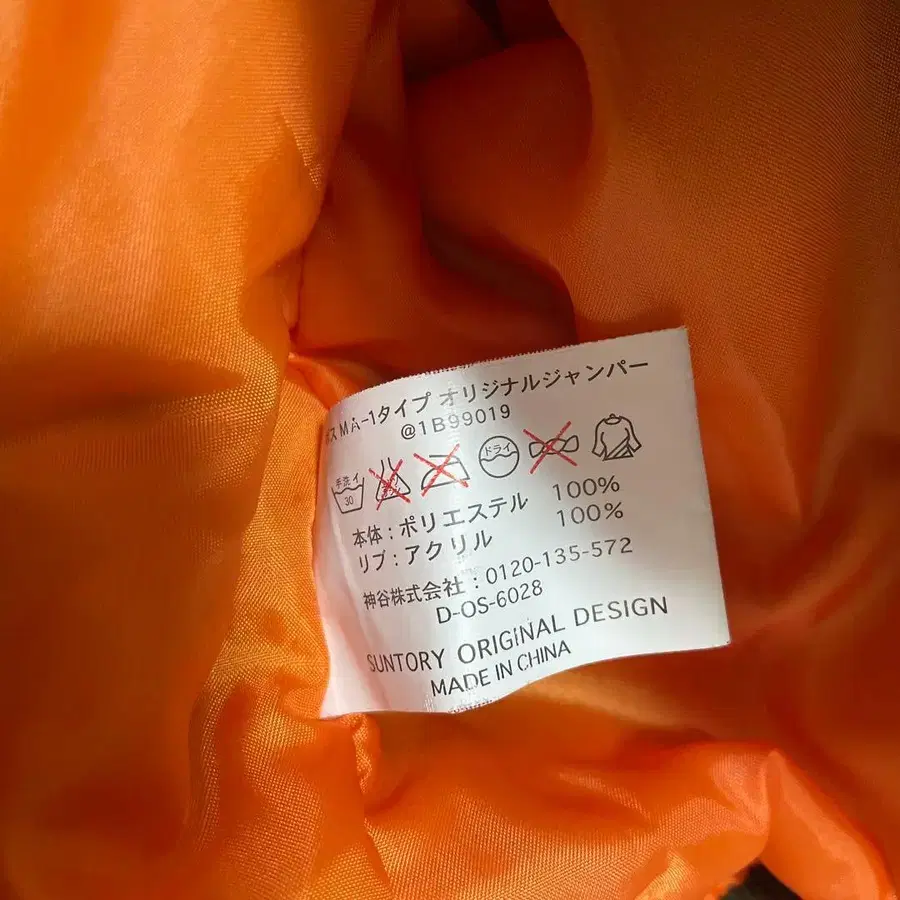 スMA-1タイプ オリジナルジャンパー
@1B99019
手洗イ 30 ドライ
本体:ポリエステル 100%
リブ:アクリル 100%
神谷株式会社:0120-135-572
D-OS-6028
SUNTORY ORIGINAL DESIGN
MADE IN CHINA